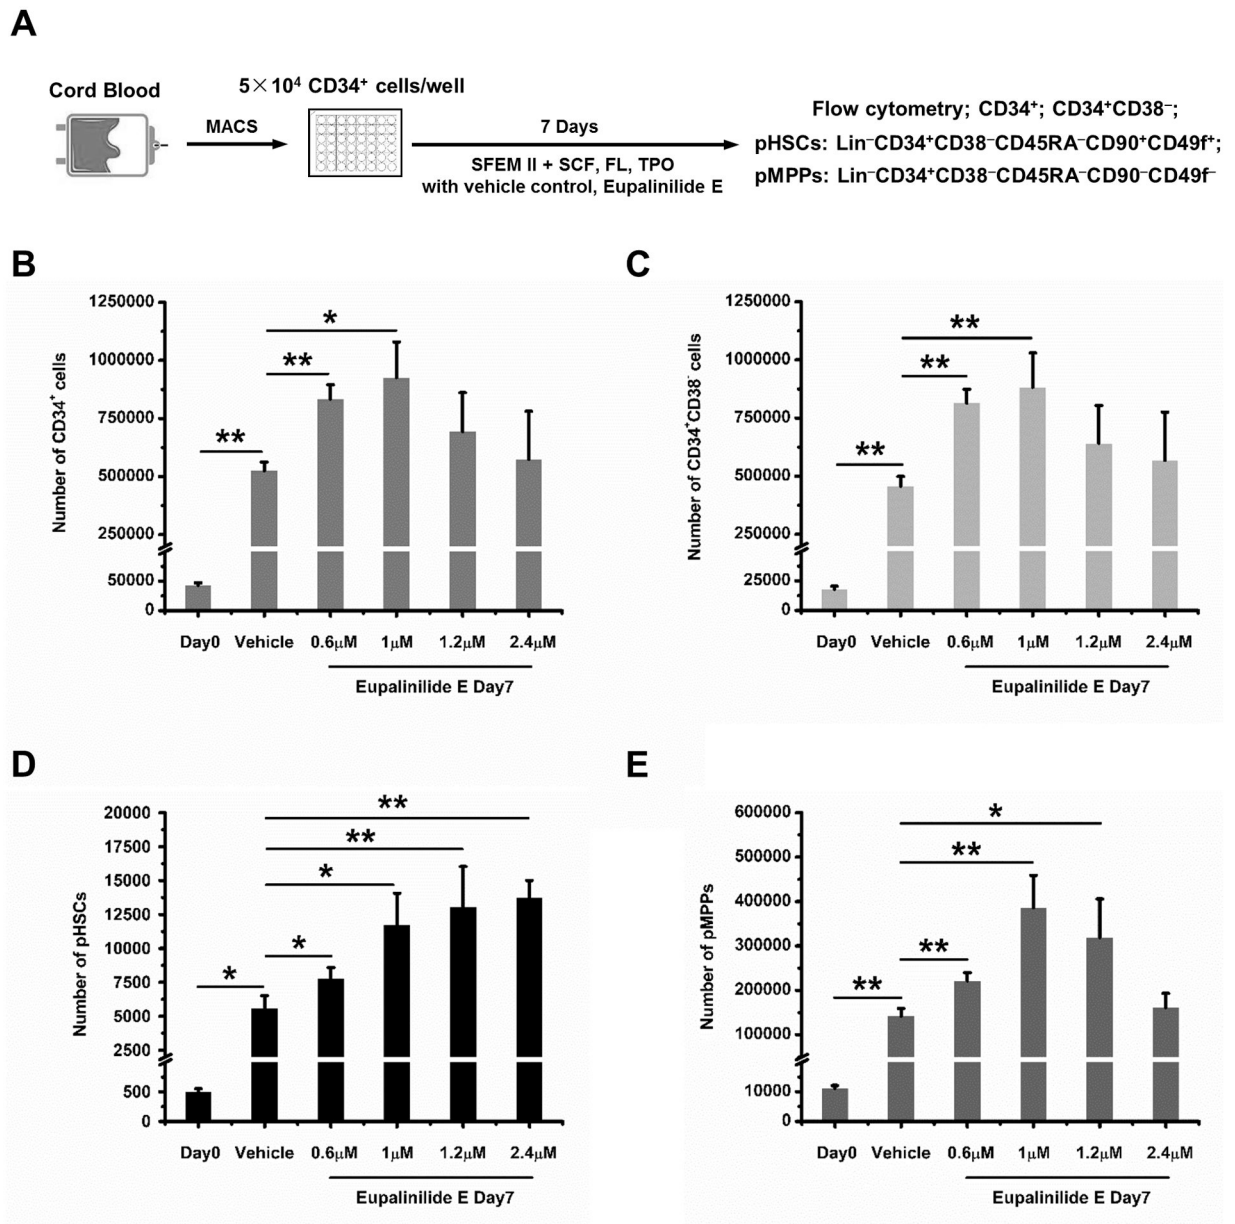 A
Cord Blood
MACS
5×10⁴ CD34⁺ cells/well
7 Days
SFEM II + SCF, FL, TPO
with vehicle control, Eupalinilide E
Flow cytometry; CD34⁺; CD34⁺CD38⁻;
pHSCs: Lin⁻CD34⁺CD38⁻CD45RA⁻CD90⁺CD49f⁺;
pMPPs: Lin⁻CD34⁺CD38⁻CD45RA⁻CD90⁻CD49f⁻
B
Number of CD34⁺ cells
1250000
1000000
750000
500000
250000
50000
0
**
**
*
Day0 Vehicle 0.6μM 1μM 1.2μM 2.4μM
Eupalinilide E Day7
C
Number of CD34⁺CD38⁻ cells
1250000
1000000
750000
500000
250000
25000
0
**
**
**
Day0 Vehicle 0.6μM 1μM 1.2μM 2.4μM
Eupalinilide E Day7
D
Number of pHSCs
20000
17500
15000
12500
10000
7500
5000
2500
500
0
*
*
*
**
**
Day0 Vehicle 0.6μM 1μM 1.2μM 2.4μM
Eupalinilide E Day7
E
Number of pMPPs
600000
500000
400000
300000
200000
100000
10000
0
**
**
**
*
Day0 Vehicle 0.6μM 1μM 1.2μM 2.4μM
Eupalinilide E Day7